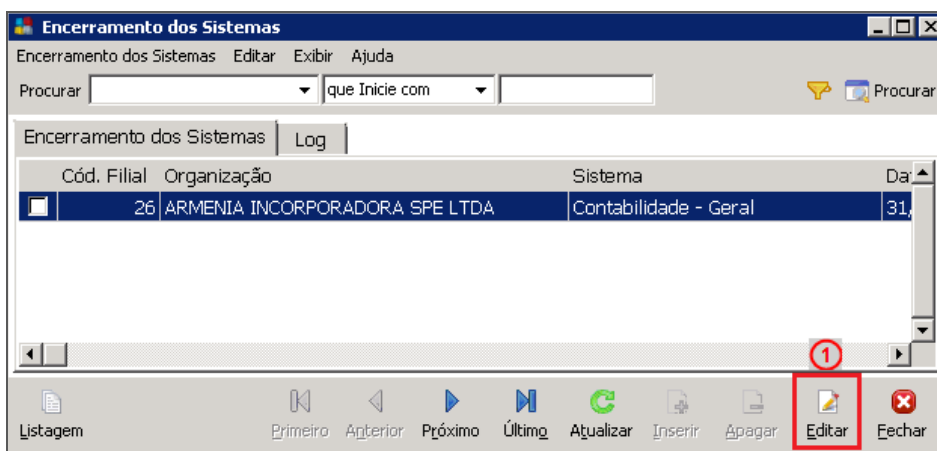 Encerramento dos Sistemas
Encerramento dos Sistemas Editar Exibir Ajuda
Procurar que Inicie com Procurar
Encerramento dos Sistemas Log
Cód. Filial Organização Sistema Da
26 ARMENIA INCORPORADORA SPE LTDA Contabilidade - Geral 31,
1
Listagem Primeiro Anterior Próximo Último Atualizar Inserir Apagar Editar Fechar